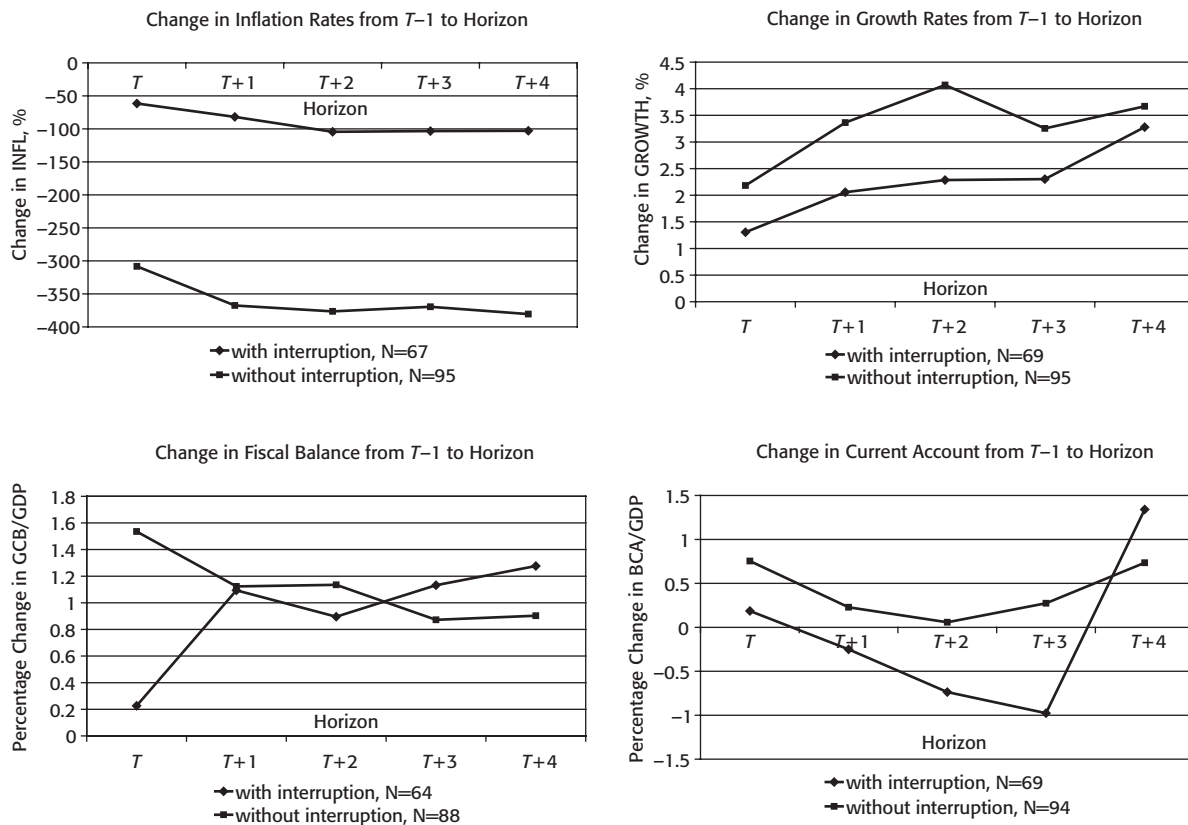 Change in Inflation Rates from T–1 to Horizon
Change in INFL, %
0
−50
−100
−150
−200
−250
−300
−350
−400
T T+1 T+2 T+3 T+4
Horizon
with interruption, N=67
without interruption, N=95
Change in Growth Rates from T–1 to Horizon
Change in GROWTH, %
4.5
4
3.5
3
2.5
2
1.5
1
0.5
0
Horizon
T T+1 T+2 T+3 T+4
with interruption, N=69
without interruption, N=95
Change in Fiscal Balance from T–1 to Horizon
Percentage Change in GCB/GDP
1.8
1.6
1.4
1.2
1
0.8
0.6
0.4
0.2
0
Horizon
T T+1 T+2 T+3 T+4
with interruption, N=64
without interruption, N=88
Change in Current Account from T–1 to Horizon
Percentage Change in BCA/GDP
1.5
1
0.5
0
−0.5
−1
−1.5
T T+1 T+2 T+3 T+4
Horizon
with interruption, N=69
without interruption, N=94